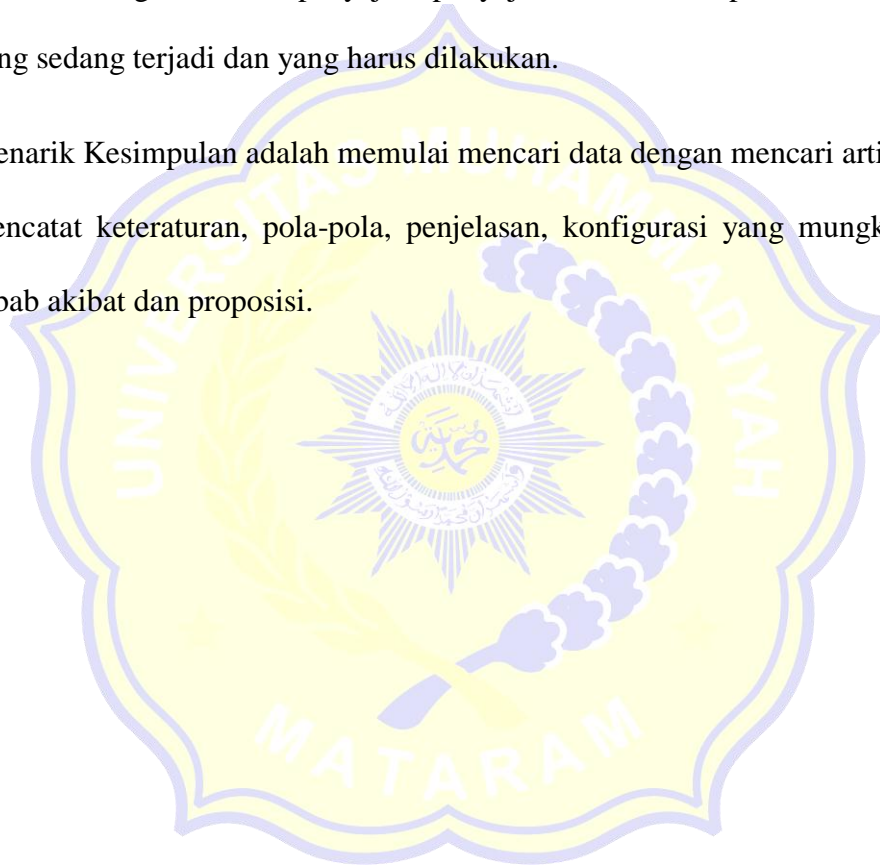 ng sedang terjadi dan yang harus dilakukan.
enarik Kesimpulan adalah memulai mencari data dengan mencari arti
encatat keteraturan, pola-pola, penjelasan, konfigurasi yang mungk
bab akibat dan proposisi.
UNIVERSITAS MUHAMMADIYAH
MATARAM